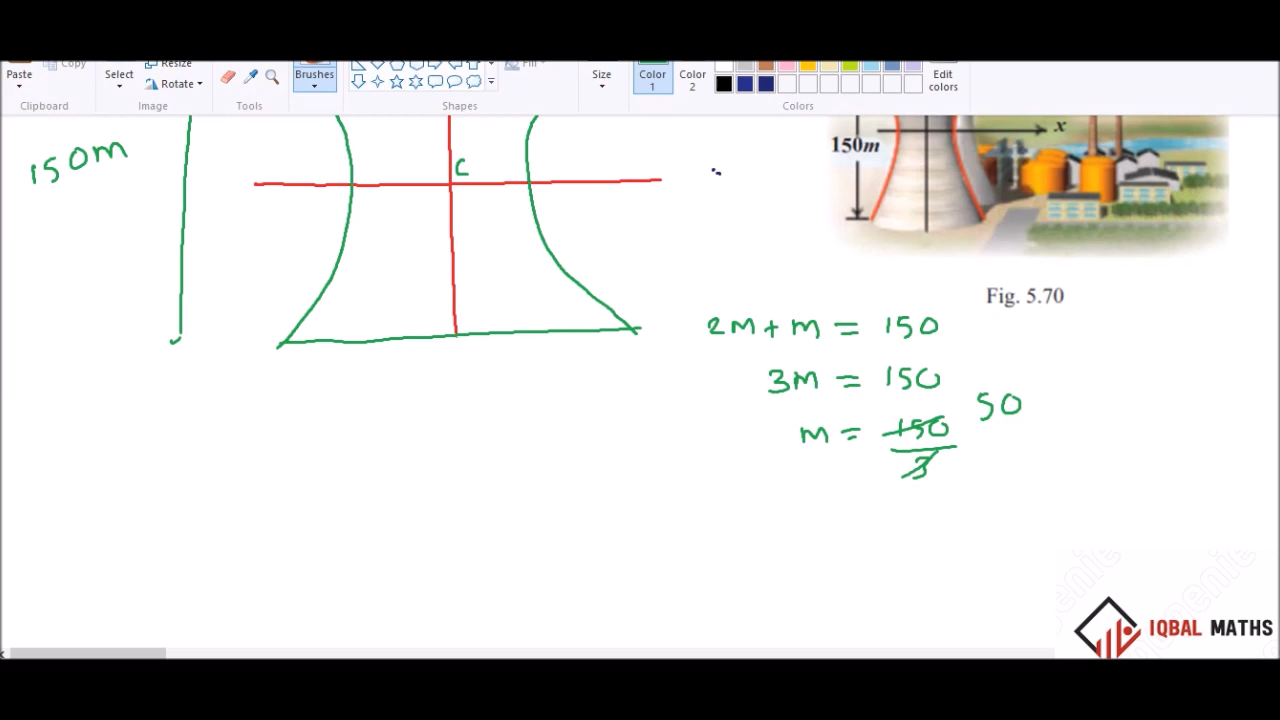 Paste
Copy
Clipboard
Select
Resize
Rotate
Image
Tools
Brushes
Fill
Shapes
Size
Color
1
Color
2
Edit
colors
Colors
150m
C
150m
x
Fig. 5.70
2m + m = 150
3m = 150
m = 150/3 50
IQBAL MATHS